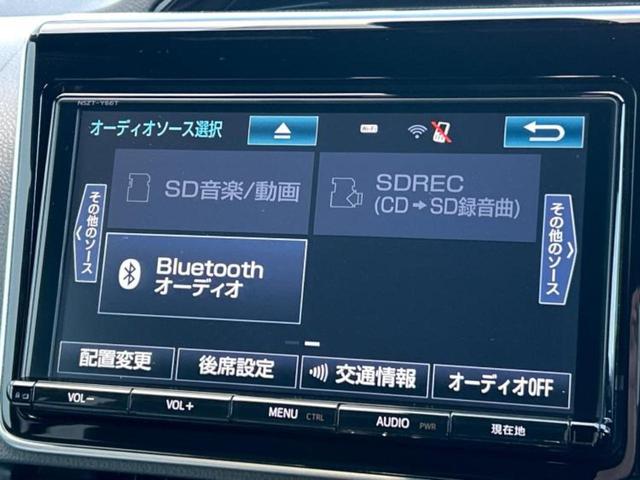 NSZT-Y66T
オーディオソース選択
Wi-Fi
SD音楽/動画
SDREC
(CD➔SD録音曲)
その他のソース
その他のソース
Bluetooth
オーディオ
配置変更
後席設定
交通情報
オーディオOFF
VOL−
VOL+
MENU CTRL
AUDIO PWR
現在地